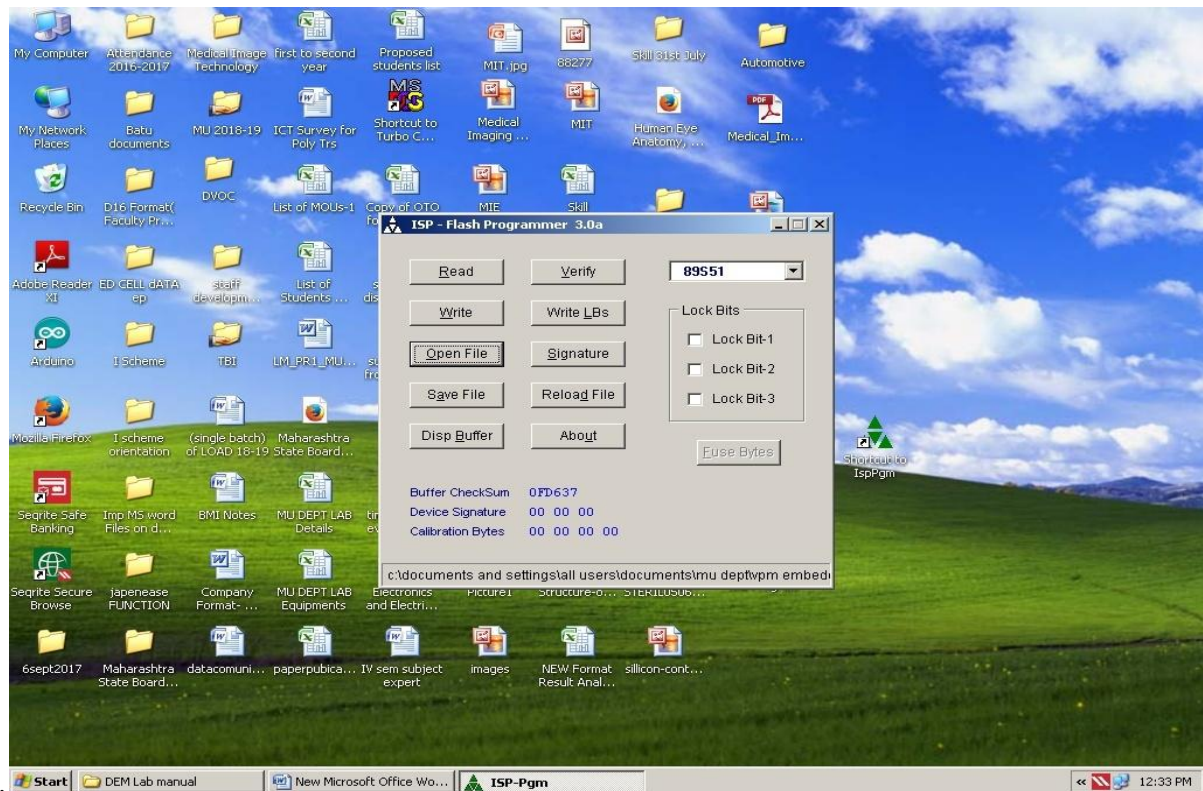 My Computer
Attendance
2016-2017
Medical Image
Technology
first to second
year
Proposed
students list
MIT.jpg
88277
Skill 31st July
Automotive
My Network
Places
Batu
documents
MU 2018-19
ICT Survey for
Poly Trs
Shortcut to
Turbo C...
Medical
Imaging ...
MIT
Human Eye
Anatomy, ...
Medical_Im...
Recycle Bin
D16 Format(
Faculty Pr...
DVOC
List of MOUs-1
Copy of OTO
MIE
Skill
Adobe Reader
XI
ED CELL dATA
ep
staff
developm...
List of
Students ...
Arduino
I Scheme
TBI
LM_PR1_MU...
Mozilla Firefox
I scheme
orientation
(single batch)
of LOAD 18-19
Maharashtra
State Board...
Seqrite Safe
Banking
Imp MS word
Files on d...
BMI Notes
MU DEPT LAB
Details
Seqrite Secure
Browse
japenease
FUNCTION
Company
Format- ...
MU DEPT LAB
Equipments
Electronics
and Electri...
Picture1
Structure-o...
6sept2017
Maharashtra
State Board...
datacomuni...
paperpubica...
IV sem subject
expert
images
NEW Format
Result Anal...
sillicon-cont...
Shortcut to
IspPgm
ISP - Flash Programmer 3.0a
Read
Verify
89S51
Write
Write LBs
Lock Bits
Lock Bit-1
Open File
Signature
Lock Bit-2
Save File
Reload File
Lock Bit-3
Disp Buffer
About
Fuse Bytes
Buffer CheckSum 0FD637
Device Signature 00 00 00
Calibration Bytes 00 00 00 00
c:\documents and settings\all users\documents\mu dept\vpm embed
Start
DEM Lab manual
New Microsoft Office Wo...
ISP-Pgm
12:33 PM